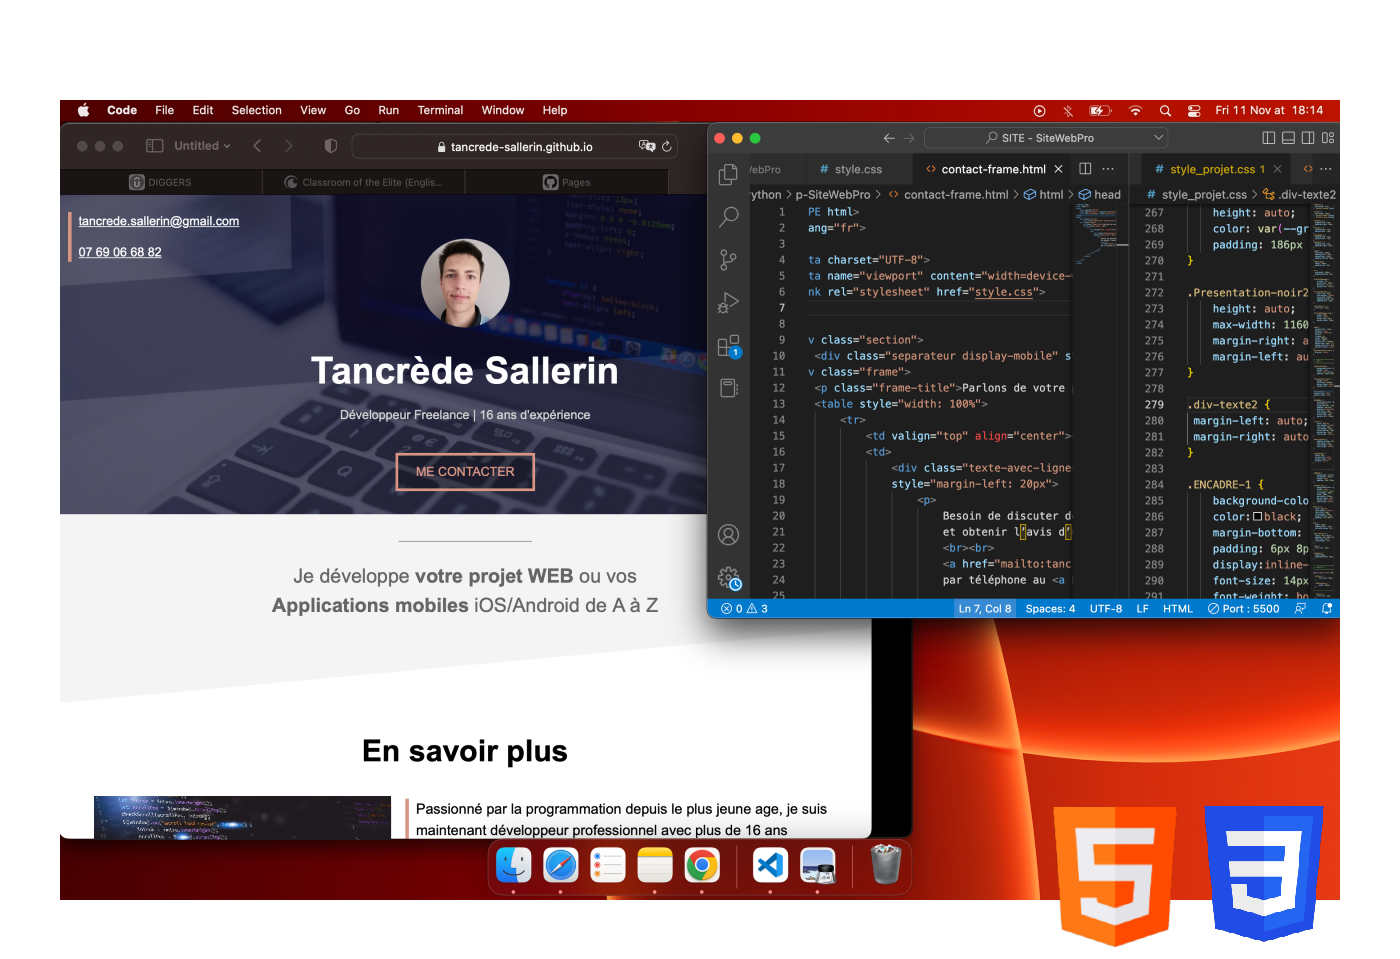 Code File Edit Selection View Go Run Terminal Window Help
Fri 11 Nov at 18:14
Untitled
tancrede-sallerin.github.io
DIGGERS
Classroom of the Elite (Englis...
Pages
tancrede.sallerin@gmail.com
07 69 06 68 82
Tancrède Sallerin
Développeur Freelance | 16 ans d'expérience
ME CONTACTER
Je développe votre projet WEB ou vos
Applications mobiles iOS/Android de A à Z
En savoir plus
Passionné par la programmation depuis le plus jeune age, je suis
maintenant développeur professionnel avec plus de 16 ans
SITE - SiteWebPro
ebPro
# style.css
<> contact-frame.html
# style_projet.css 1
ython > p-SiteWebPro > <> contact-frame.html > html > head
1 PE html>
2 ang="fr">
3
4 ta charset="UTF-8">
5 ta name="viewport" content="width=device-
6 nk rel="stylesheet" href="style.css">
7
8
9 v class="section">
10 <div class="separateur display-mobile" s
11 v class="frame">
12 <p class="frame-title">Parlons de votre
13 <table style="width: 100%">
14 <tr>
15 <td valign="top" align="center">
16 <td>
17 <div class="texte-avec-ligne
18 style="margin-left: 20px">
19 <p>
20 Besoin de discuter d
21 et obtenir l’avis d’
22 <br><br>
23 <a href="mailto:tanc
24 par téléphone au <a
25
# style_projet.css > .div-texte2
267 height: auto;
268 color: var(--gr
269 padding: 186px
270 }
271
272 .Presentation-noir2
273 height: auto;
274 max-width: 1160
275 margin-right: a
276 margin-left: au
277 }
278
279 .div-texte2 {
280 margin-left: auto;
281 margin-right: auto
282 }
283
284 .ENCADRE-1 {
285 background-colo
286 color: black;
287 margin-bottom:
288 padding: 6px 8p
289 display:inline-
290 font-size: 14px
291 font-weight: bo
1
0 3
Ln 7, Col 8 Spaces: 4 UTF-8 LF HTML Port : 5500